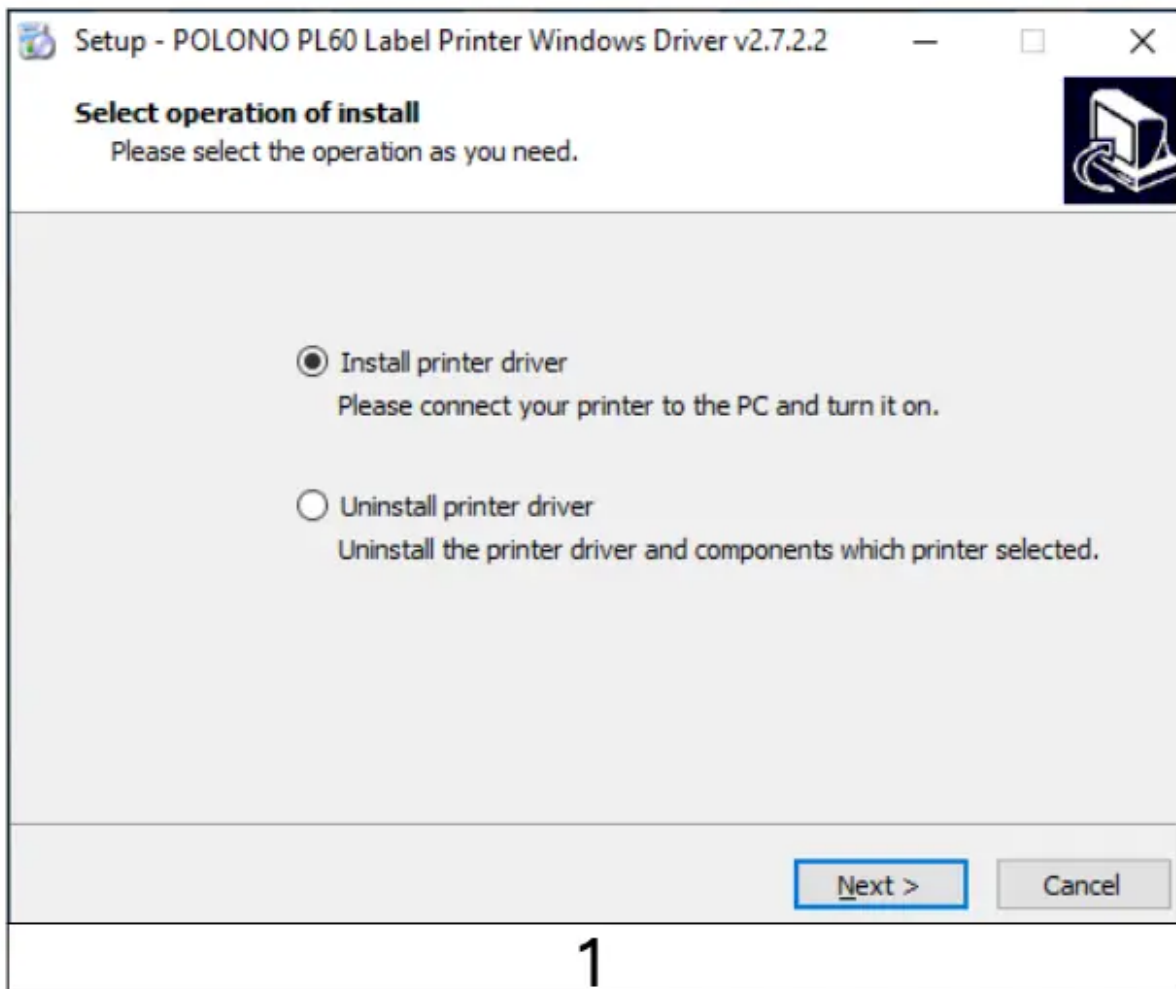 Setup - POLONO PL60 Label Printer Windows Driver v2.7.2.2
Select operation of install
Please select the operation as you need.
Install printer driver
Please connect your printer to the PC and turn it on.
Uninstall printer driver
Uninstall the printer driver and components which printer selected.
Next > Cancel
1